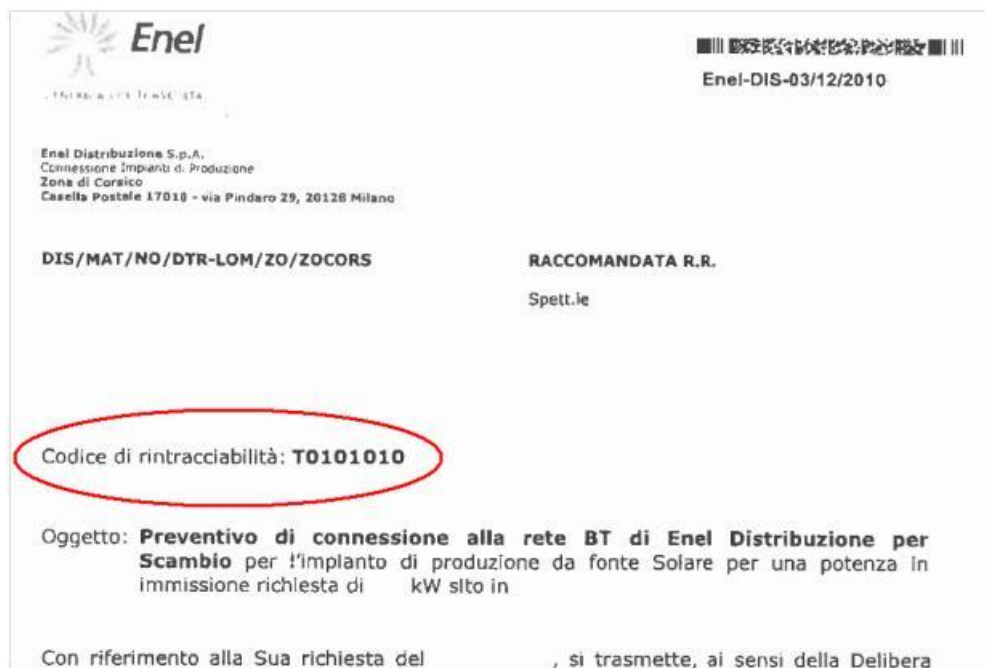 Enel
Enel-DIS-03/12/2010
Enel Distribuzione S.p.A.
Connessione Impianti di Produzione
Zona di Corsico
Casella Postale 17018 - via Pindaro 29, 20128 Milano
DIS/MAT/NO/DTR-LOM/ZO/ZOCORS
RACCOMANDATA R.R.
Spett.le
Codice di rintracciabilità: T0101010
Oggetto: Preventivo di connessione alla rete BT di Enel Distribuzione per
Scambio per l'impianto di produzione da fonte Solare per una potenza in
immissione richiesta di kW sito in
Con riferimento alla Sua richiesta del , si trasmette, ai sensi della Delibera